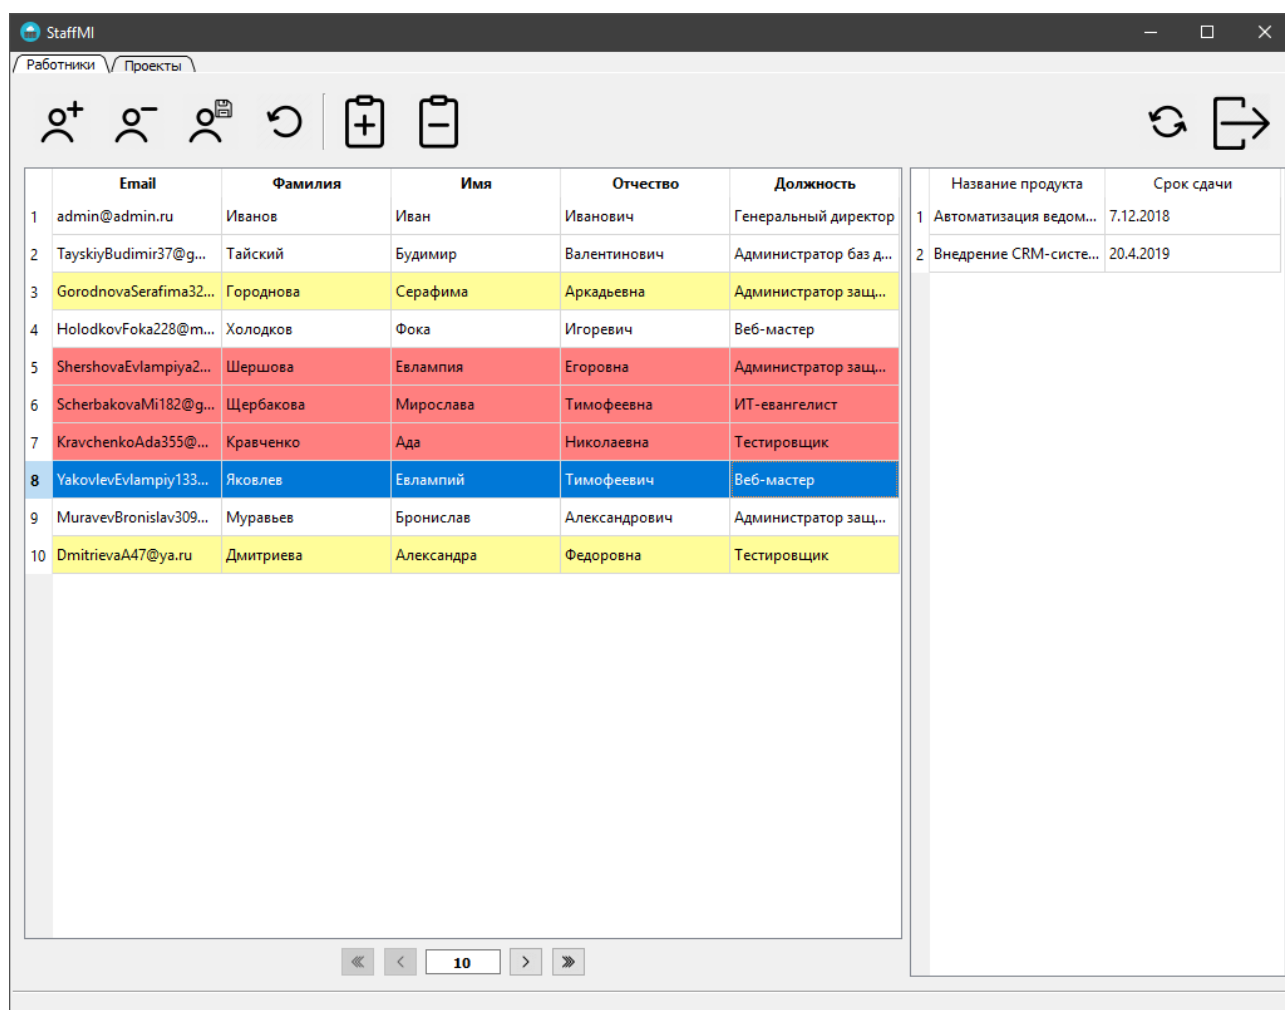 StaffMI
Работники Проекты
Email Фамилия Имя Отчество Должность
1 admin@admin.ru Иванов Иван Иванович Генеральный директор
2 TayskiyBudimir37@g... Тайский Будимир Валентинович Администратор баз д...
3 GorodnovaSerafima32... Городнова Серафима Аркадьевна Администратор защ...
4 HolodkovFoka228@m... Холодков Фока Игоревич Веб-мастер
5 ShershovaEvlampiya2... Шершова Евлампия Егоровна Администратор защ...
6 ScherbakovaMi182@g... Щербакова Мирослава Тимофеевна ИТ-евангелист
7 KravchenkoAda355@... Кравченко Ада Николаевна Тестировщик
8 YakovlevEvlampiy133... Яковлев Евлампий Тимофеевич Веб-мастер
9 MuravevBronislav309... Муравьев Бронислав Александрович Администратор защ...
10 DmitrievaA47@ya.ru Дмитриева Александра Федоровна Тестировщик
10
Название продукта Срок сдачи
1 Автоматизация ведом... 7.12.2018
2 Внедрение CRM-систе... 20.4.2019